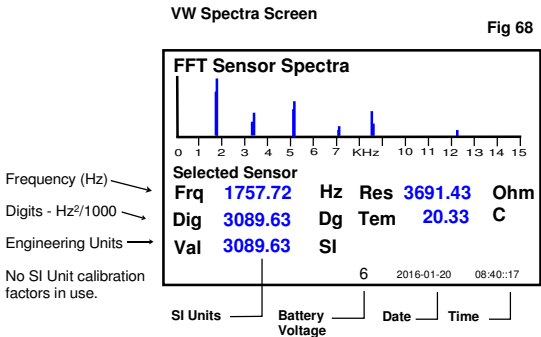 VW Spectra Screen
Fig 68
FFT Sensor Spectra
0 1 2 3 4 5 6 7 KHz 10 11 12 13 14 15
Selected Sensor
Frequency (Hz)
Frq 1757.72 Hz Res 3691.43 Ohm
Digits - Hz²/1000
Dig 3089.63 Dg Tem 20.33 C
Engineering Units
Val 3089.63 SI
No SI Unit calibration
factors in use.
6 2016-01-20 08:40::17
SI Units Battery Voltage Date Time